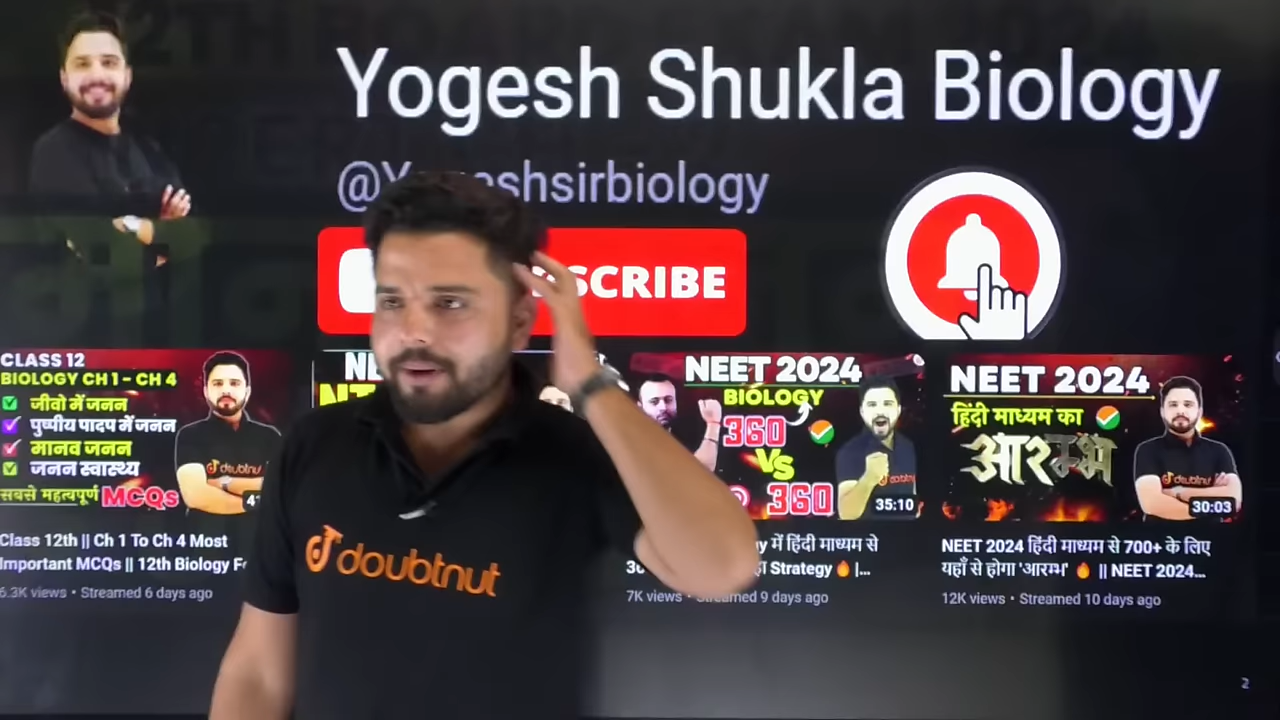 Yogesh Shukla Biology
@Yogeshsirbiology
SCRIBE
CLASS 12
BIOLOGY CH 1 - CH 4
जीवो में जनन
पुष्पीय पादप में जनन
मानव जनन
जनन स्वास्थ्य
सबसे महत्वपूर्ण MCQs
doubtnut
Class 12th || Ch 1 To Ch 4 Most
Important MCQs || 12th Biology
6.3K views • Streamed 6 days ago
NEET 2024
BIOLOGY
360
VS
360
35:10
में हिंदी माध्यम से
Strategy 🔥 |...
7K views • Streamed 9 days ago
NEET 2024
हिंदी माध्यम का
आरम्भ
doubtnut
30:03
NEET 2024 हिंदी माध्यम से 700+ के लिए
यहाँ से होगा 'आरम्भ' 🔥 || NEET 2024...
12K views • Streamed 10 days ago
doubtnut
2